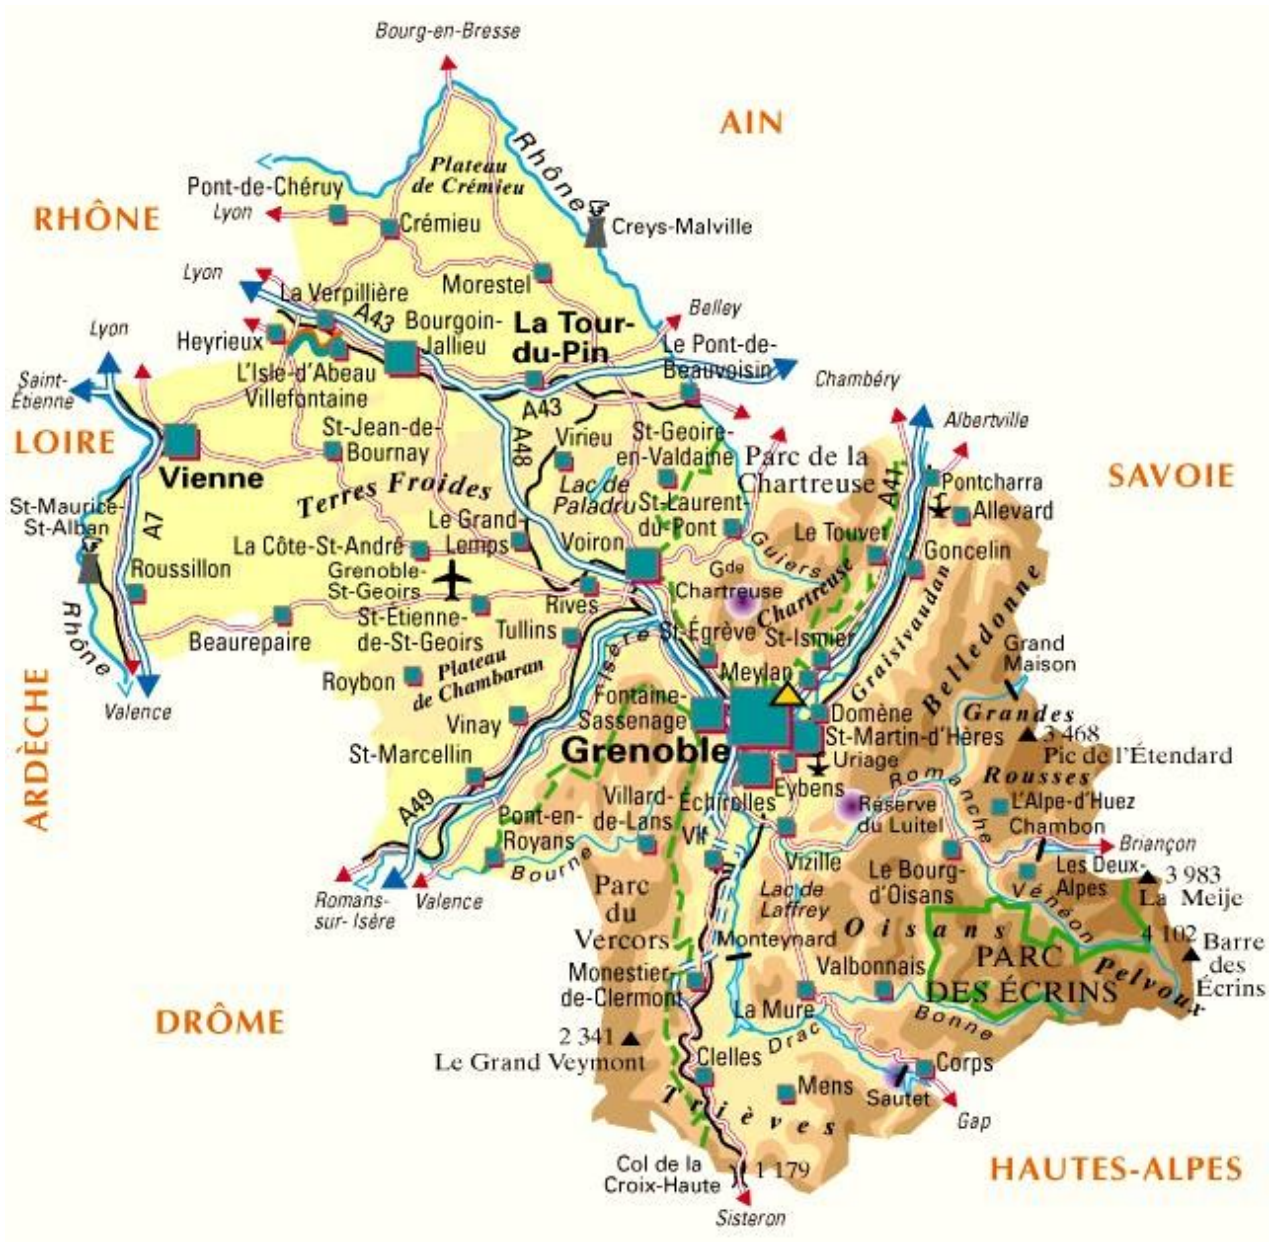 Bourg-en-Bresse
AIN
Rhône
Plateau
de Crémieu
Pont-de-Chéruy
RHÔNE
Lyon
Crémieu
Creys-Malville
Lyon
Morestel
La Verpillière
A43
Belley
Lyon
Heyrieux
Bourgoin-
Jallieu
La Tour-
du-Pin
Le Pont-de-
Beauvoisin
L'Isle-d'Abeau
Villefontaine
Saint-
Étienne
Chambéry
A43
Albertville
LOIRE
Vienne
St-Jean-de-
Bournay
A48
Virieu
St-Geoire-
en-Valdaine
Parc de la
Chartreuse
A41
SAVOIE
Pontcharra
Terres Froides
Lac de
Paladru
St-Laurent-
du-Pont
Allevard
St-Maurice-
St-Alban
A7
Le Grand-
Lemps
Voiron
Guiers
Le Touvet
Goncelin
La Côte-St-André
Roussillon
Grenoble-
St-Geoirs
Gde
Chartreuse
Chartreuse
Graisivaudan
Belledonne
Rhône
Rives
St-Étienne-
de-St-Geoirs
Beaurepaire
Tullins
Isère
St-Égrève
St-Ismier
Grand
Maison
Meylan
Roybon
Plateau
de Chambaran
Valence
Fontaine-
Sassenage
Domène
Grandes
Rousses
Vinay
Grenoble
St-Martin-d'Hères
3 468
Pic de l'Étendard
ARDÈCHE
St-Marcellin
Uriage
Romanche
A49
Villard-
de-Lans
Échirolles
Eybens
Réserve
du Luitel
L'Alpe-d'Huez
Chambon
Pont-en-
Royans
Vif
Vizille
Briançon
Bourne
Le Bourg-
d'Oisans
Les Deux-
Alpes
3 983
La Meije
Romans-
sur-Isère
Valence
Parc
du
Vercors
Lac de
Laffrey
Vénéon
Oisans
4 102
Barre
des
Écrins
Monteynard
PARC
DES ÉCRINS
Pelvoux
Monestier-
de-Clermont
Valbonnais
DRÔME
La Mure
Bonne
Drac
2 341
Le Grand Veymont
Clelles
Corps
Mens
Sautet
Trièves
Gap
Col de la
Croix-Haute
1 179
HAUTES-ALPES
Sisteron